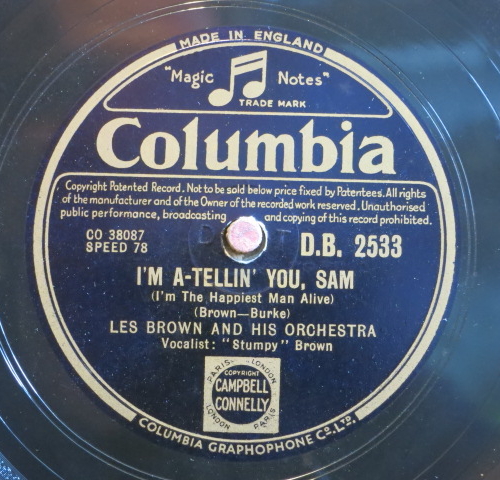 MADE IN ENGLAND
"Magic Notes"
TRADE MARK
Columbia
Copyright Patented Record. Not to be sold below price fixed by Patentees. All rights
of the manufacturer and of the Owner of the recorded work reserved. Unauthorised
public performance, broadcasting and copying of this record prohibited.
CO 38087
SPEED 78
D.B. 2533
I'M A-TELLIN' YOU, SAM
(I'm The Happiest Man Alive)
(Brown—Burke)
LES BROWN AND HIS ORCHESTRA
Vocalist: "Stumpy" Brown
PARIS LONDON
COPYRIGHT
CAMPBELL
CONNELLY
LONDON PARIS
COLUMBIA GRAPHOPHONE CO. LTD.